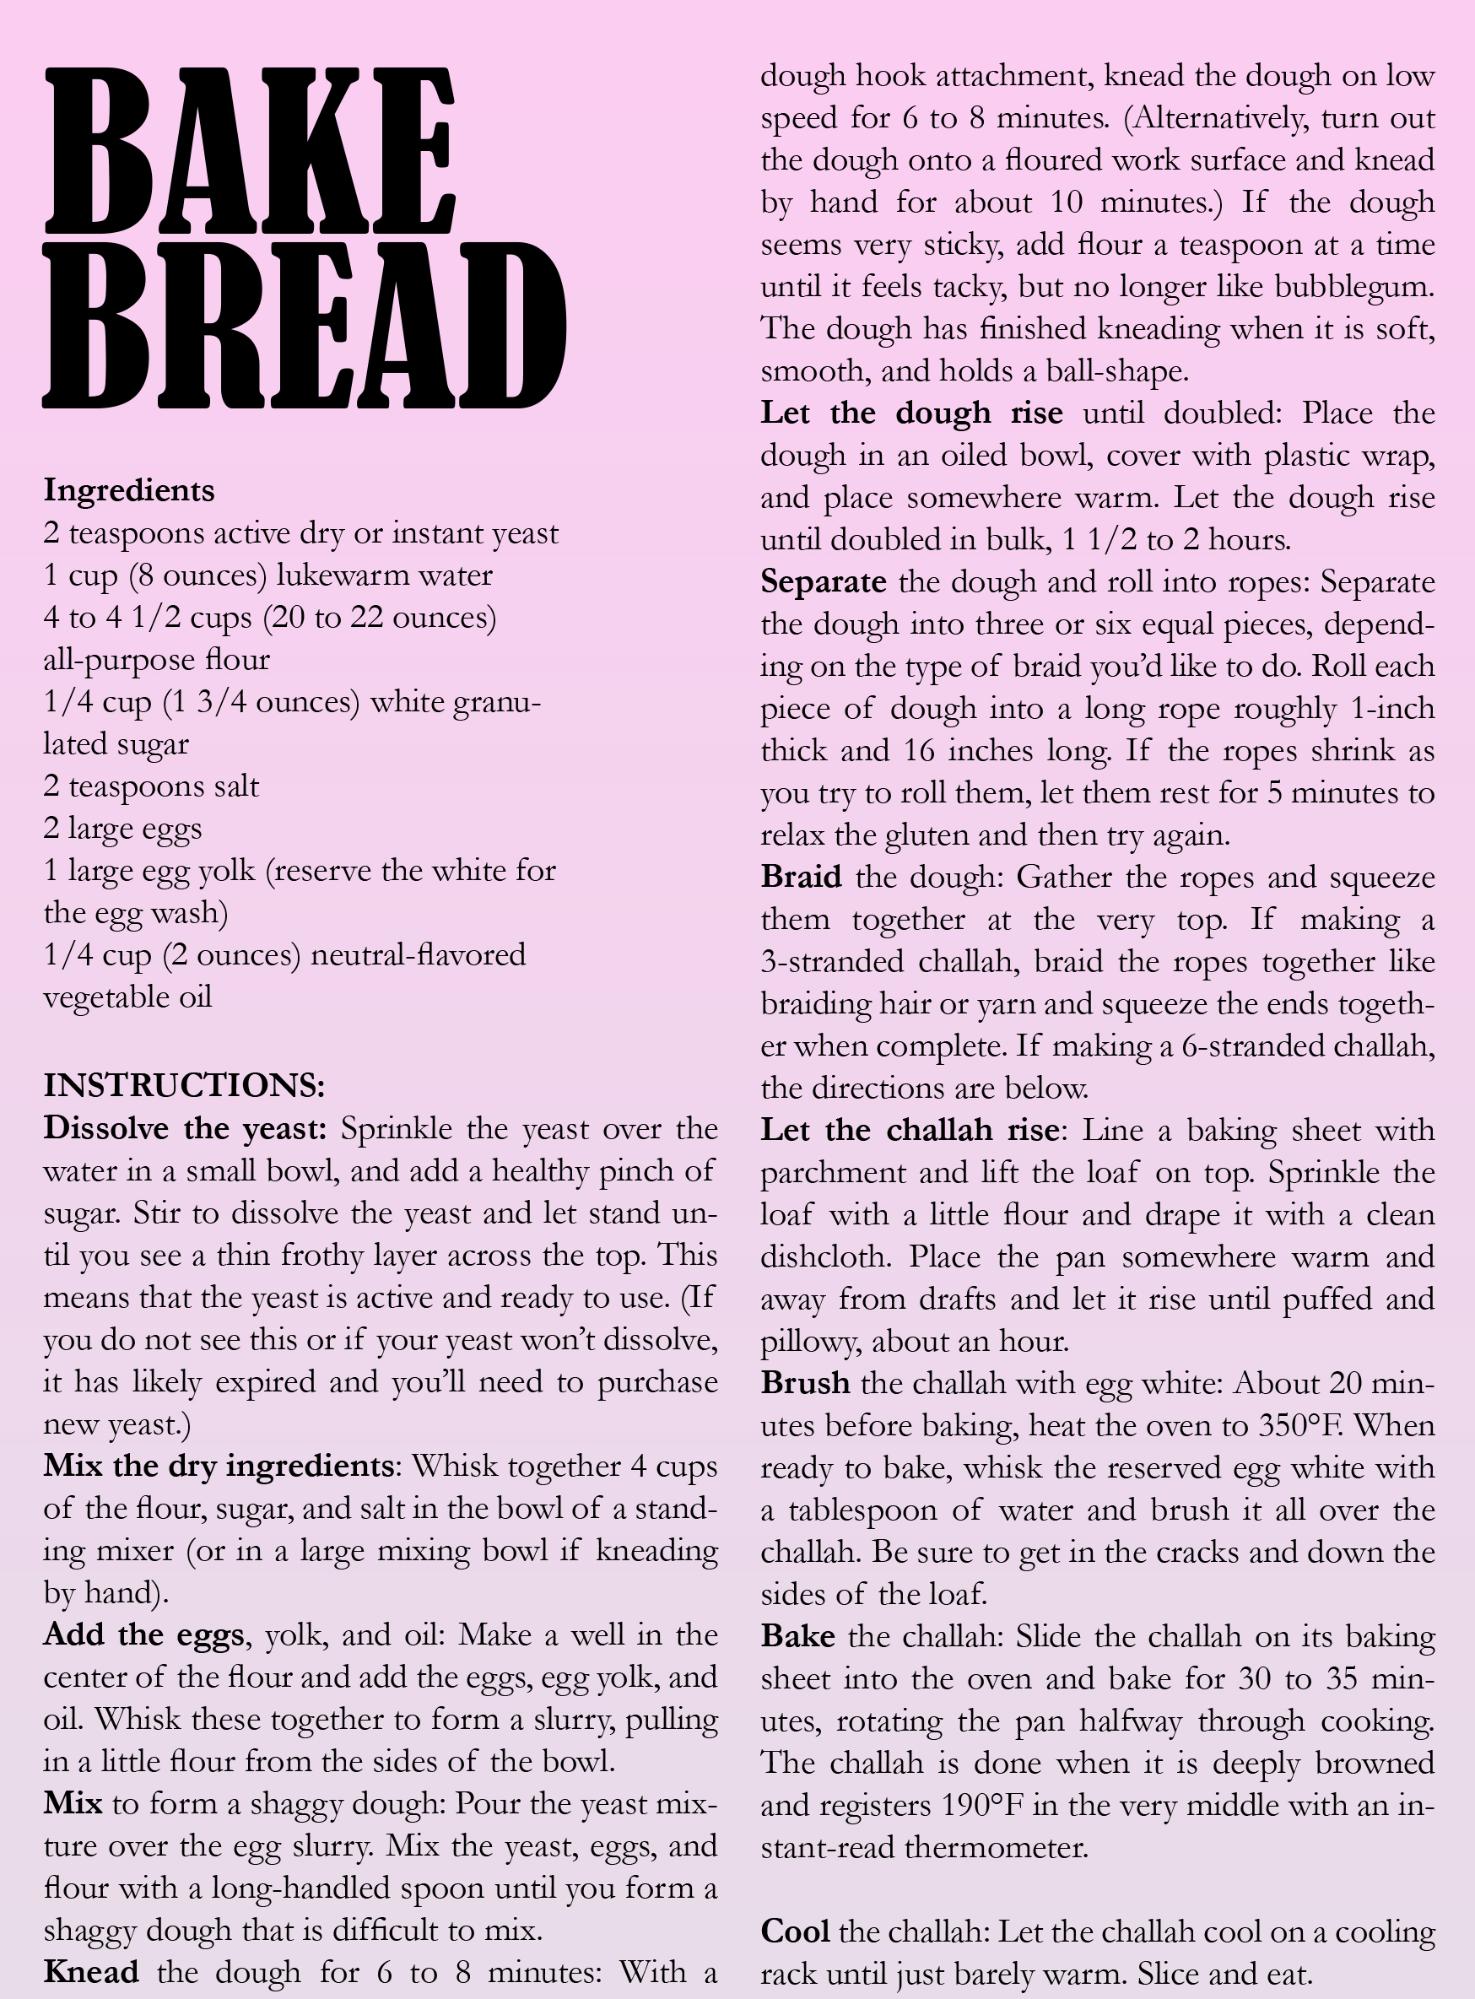 BAKE
BREAD
Ingredients
2 teaspoons active dry or instant yeast
1 cup (8 ounces) lukewarm water
4 to 4 1/2 cups (20 to 22 ounces)
all-purpose flour
1/4 cup (1 3/4 ounces) white granu-
lated sugar
2 teaspoons salt
2 large eggs
1 large egg yolk (reserve the white for
the egg wash)
1/4 cup (2 ounces) neutral-flavored
vegetable oil
INSTRUCTIONS:
Dissolve the yeast: Sprinkle the yeast over the
water in a small bowl, and add a healthy pinch of
sugar. Stir to dissolve the yeast and let stand un-
til you see a thin frothy layer across the top. This
means that the yeast is active and ready to use. (If
you do not see this or if your yeast won’t dissolve,
it has likely expired and you’ll need to purchase
new yeast.)
Mix the dry ingredients: Whisk together 4 cups
of the flour, sugar, and salt in the bowl of a stand-
ing mixer (or in a large mixing bowl if kneading
by hand).
Add the eggs, yolk, and oil: Make a well in the
center of the flour and add the eggs, egg yolk, and
oil. Whisk these together to form a slurry, pulling
in a little flour from the sides of the bowl.
Mix to form a shaggy dough: Pour the yeast mix-
ture over the egg slurry. Mix the yeast, eggs, and
flour with a long-handled spoon until you form a
shaggy dough that is difficult to mix.
Knead the dough for 6 to 8 minutes: With a
dough hook attachment, knead the dough on low
speed for 6 to 8 minutes. (Alternatively, turn out
the dough onto a floured work surface and knead
by hand for about 10 minutes.) If the dough
seems very sticky, add flour a teaspoon at a time
until it feels tacky, but no longer like bubblegum.
The dough has finished kneading when it is soft,
smooth, and holds a ball-shape.
Let the dough rise until doubled: Place the
dough in an oiled bowl, cover with plastic wrap,
and place somewhere warm. Let the dough rise
until doubled in bulk, 1 1/2 to 2 hours.
Separate the dough and roll into ropes: Separate
the dough into three or six equal pieces, depend-
ing on the type of braid you’d like to do. Roll each
piece of dough into a long rope roughly 1-inch
thick and 16 inches long. If the ropes shrink as
you try to roll them, let them rest for 5 minutes to
relax the gluten and then try again.
Braid the dough: Gather the ropes and squeeze
them together at the very top. If making a
3-stranded challah, braid the ropes together like
braiding hair or yarn and squeeze the ends togeth-
er when complete. If making a 6-stranded challah,
the directions are below.
Let the challah rise: Line a baking sheet with
parchment and lift the loaf on top. Sprinkle the
loaf with a little flour and drape it with a clean
dishcloth. Place the pan somewhere warm and
away from drafts and let it rise until puffed and
pillowy, about an hour.
Brush the challah with egg white: About 20 min-
utes before baking, heat the oven to 350°F. When
ready to bake, whisk the reserved egg white with
a tablespoon of water and brush it all over the
challah. Be sure to get in the cracks and down the
sides of the loaf.
Bake the challah: Slide the challah on its baking
sheet into the oven and bake for 30 to 35 min-
utes, rotating the pan halfway through cooking.
The challah is done when it is deeply browned
and registers 190°F in the very middle with an in-
stant-read thermometer.
Cool the challah: Let the challah cool on a cooling
rack until just barely warm. Slice and eat.